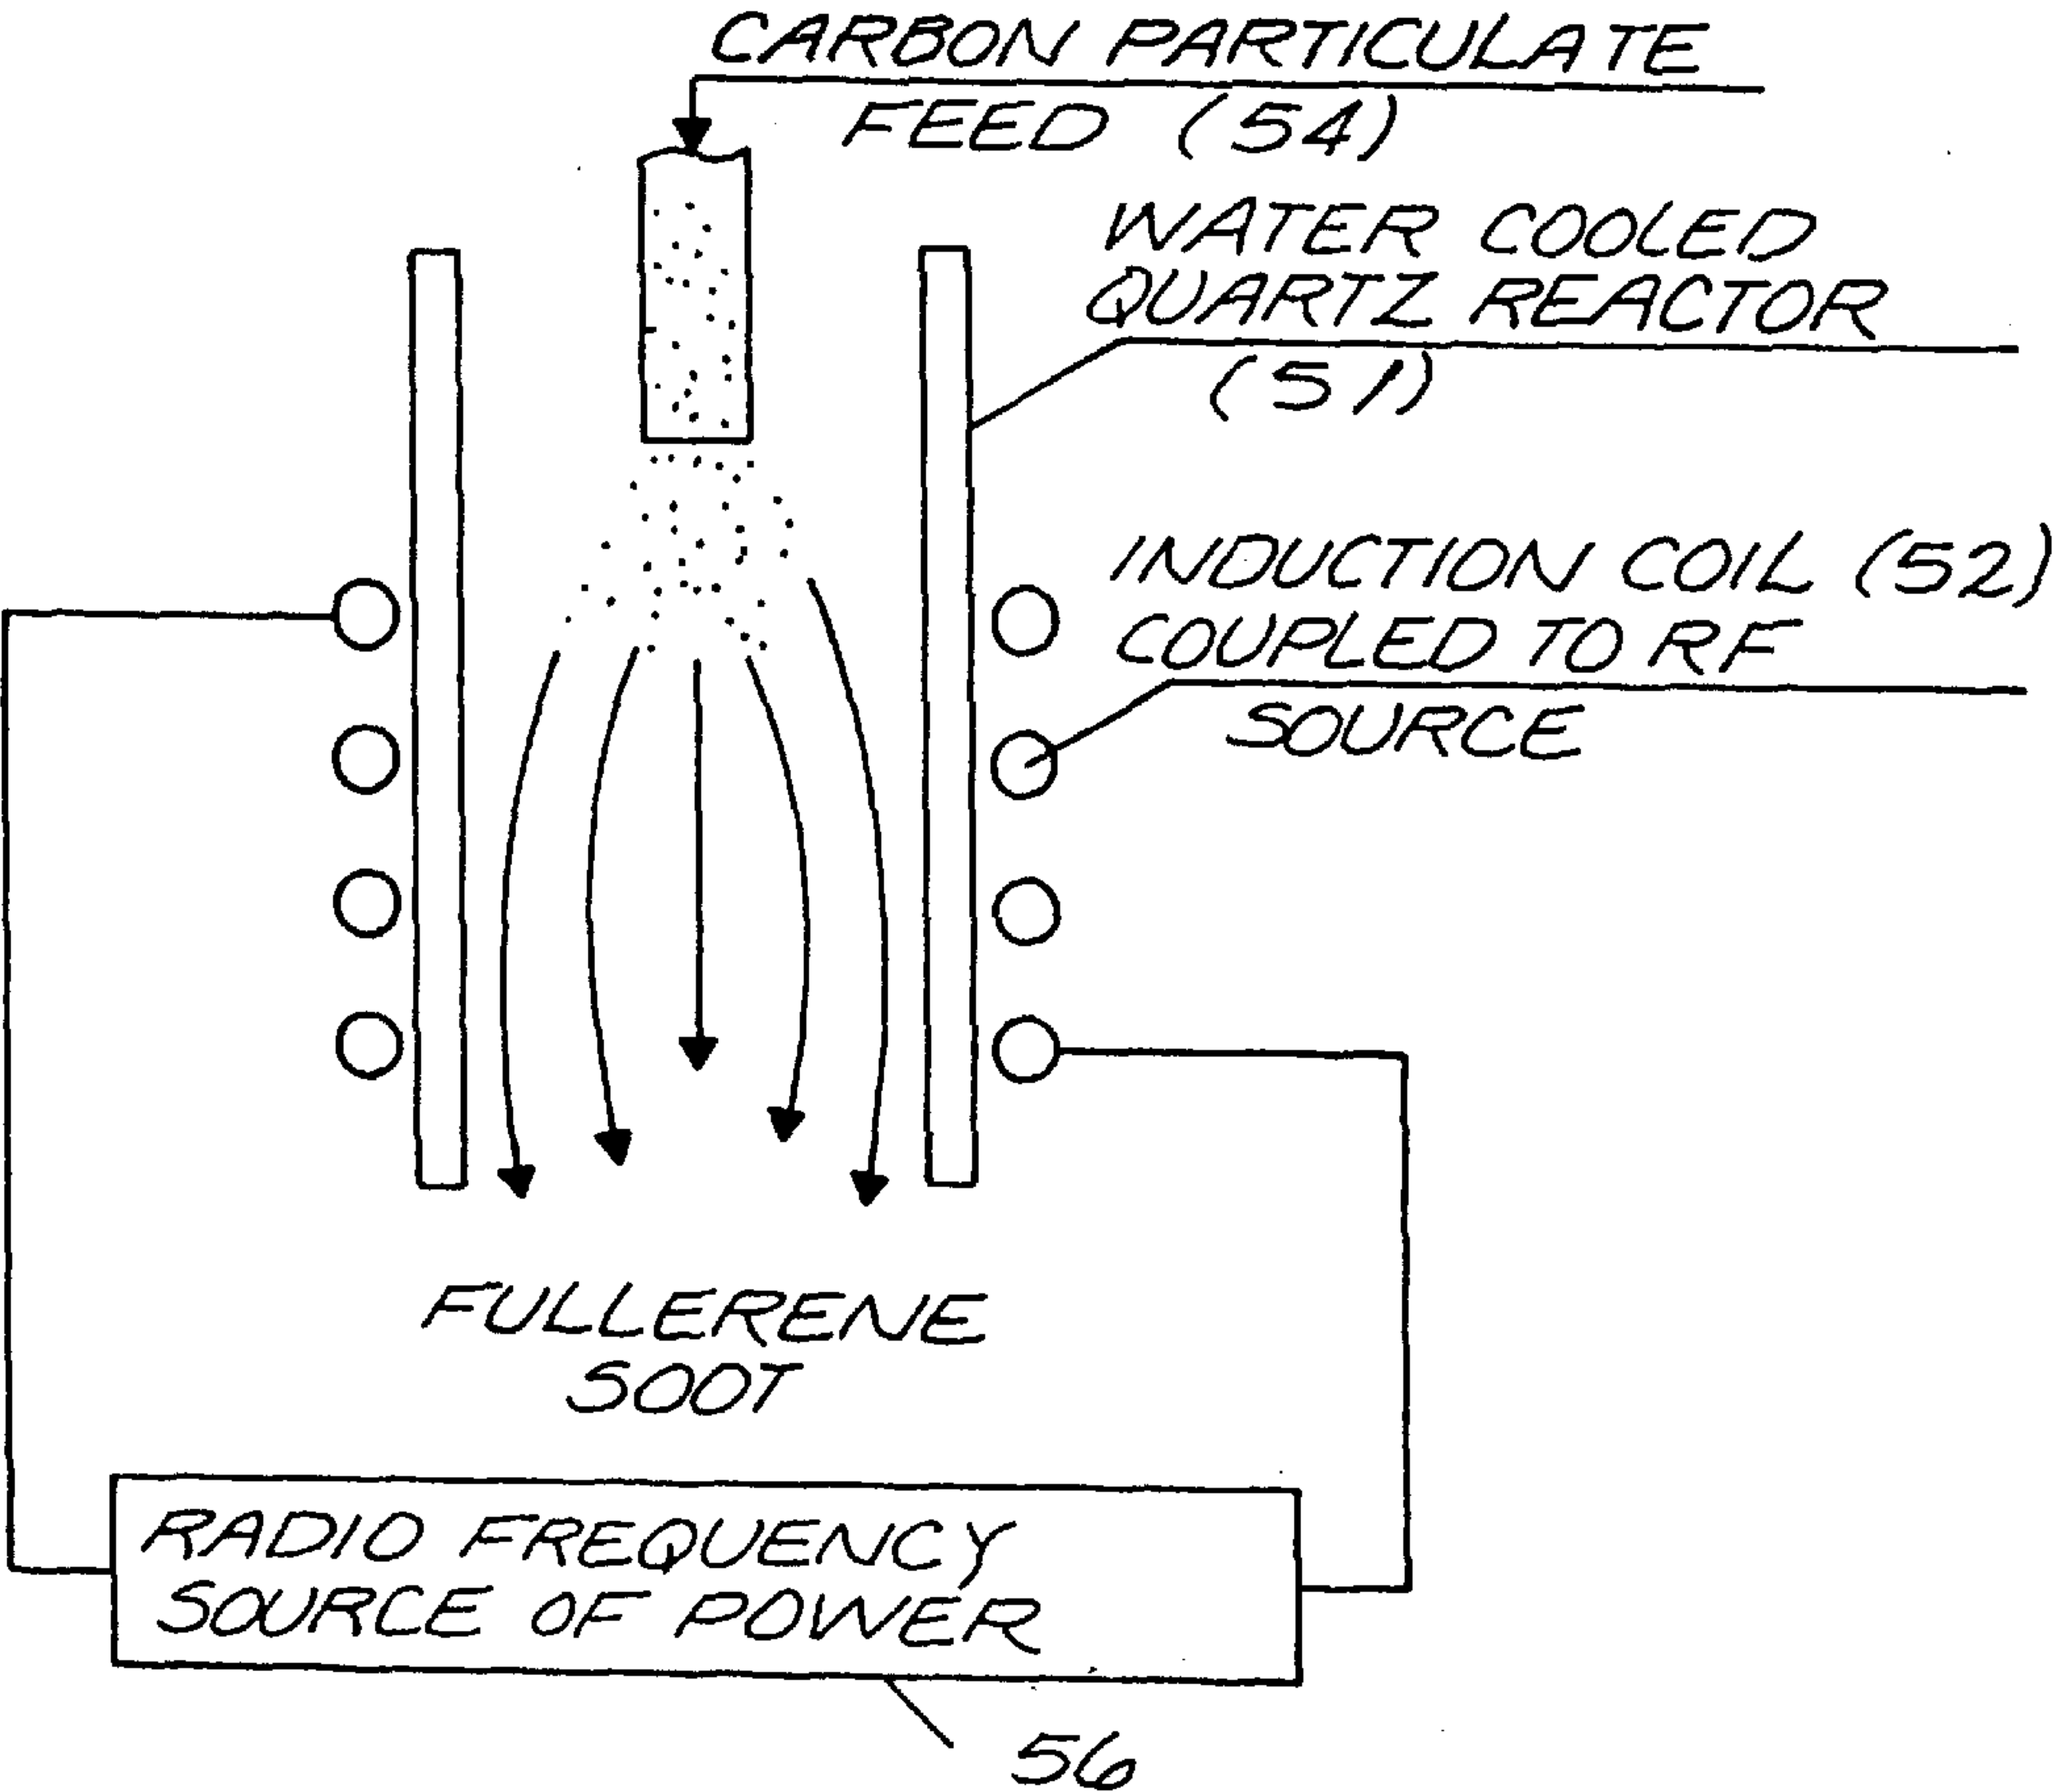 CARBON PARTICULATE
FEED (54)
WATER COOLED
QUARTZ REACTOR
(51)
INDUCTION COIL (52)
COUPLED TO RF
SOURCE
FULLERENE
SOOT
RADIO FREQUENCY
SOURCE OF POWER
56